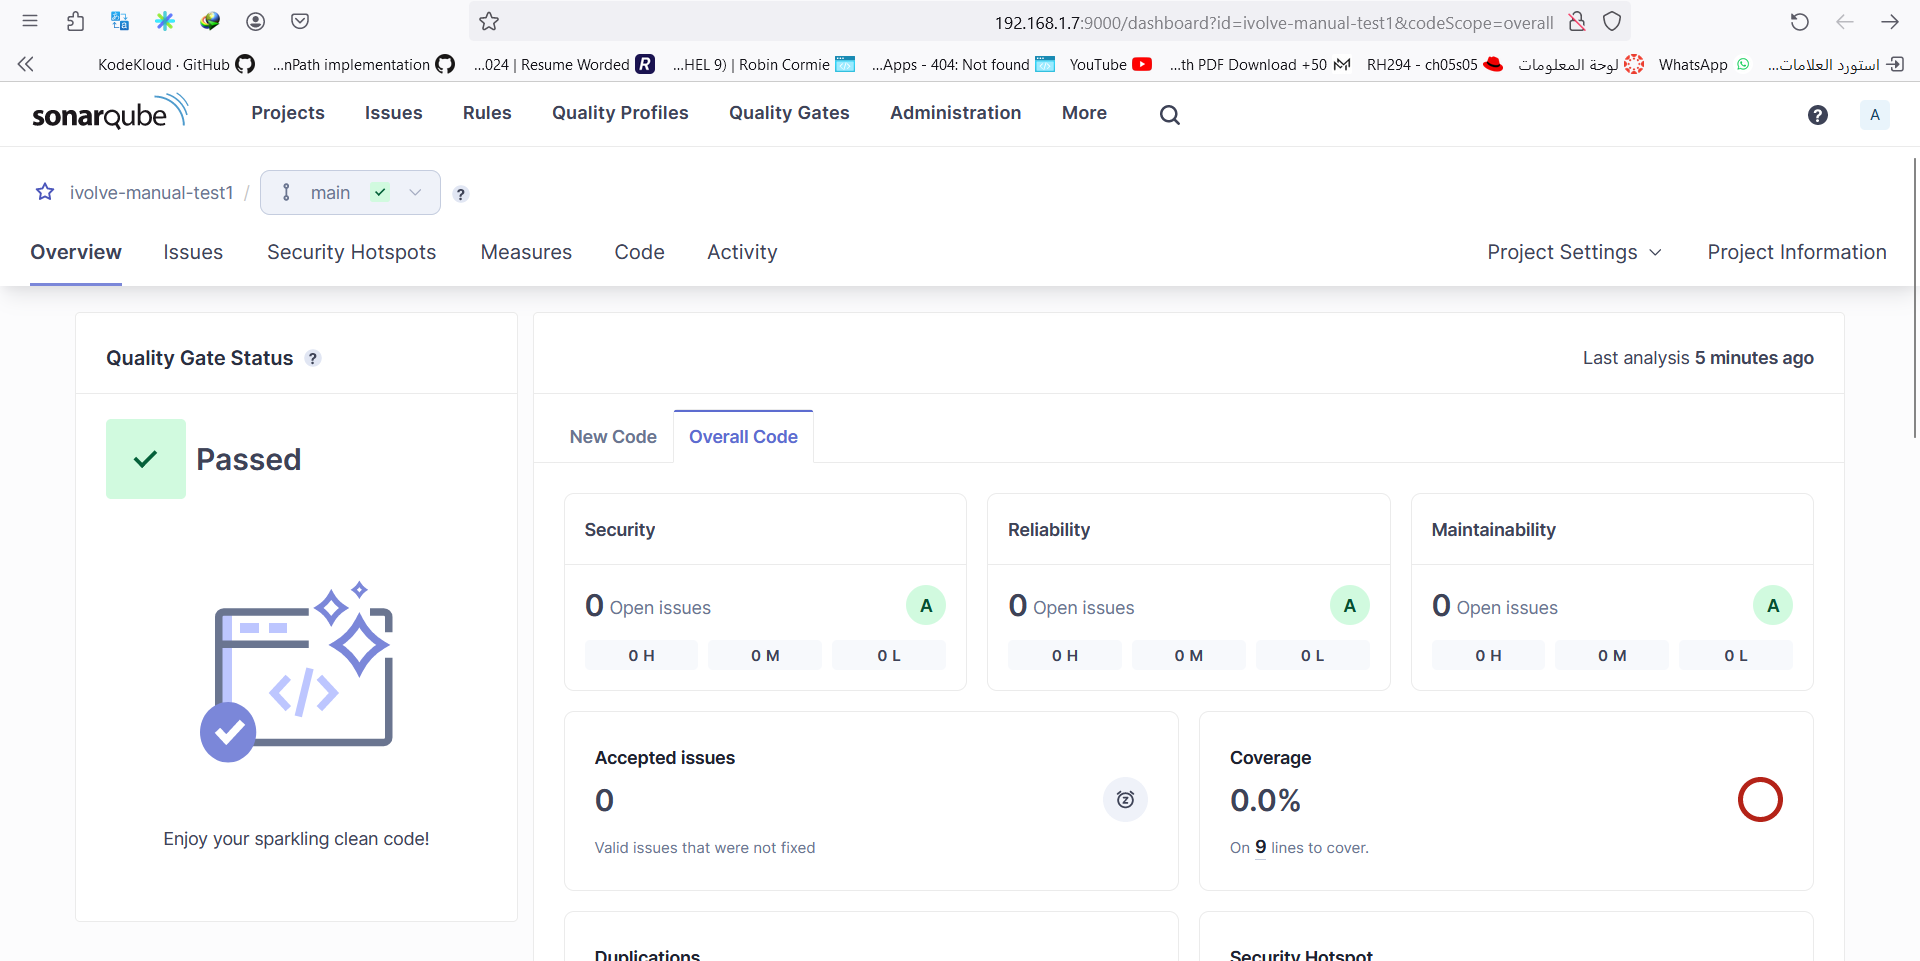 192.168.1.7:9000/dashboard?id=ivolve-manual-test1&codeScope=overall
KodeKloud · GitHub ...nPath implementation ...024 | Resume Worded R ...HEL 9) | Robin Cormie ...Apps - 404: Not found YouTube ...th PDF Download +50 RH294 - ch05s05 لوحة المعلومات WhatsApp استورد العلامات...
sonarqube Projects Issues Rules Quality Profiles Quality Gates Administration More ? A
ivolve-manual-test1 / main ?
Overview Issues Security Hotspots Measures Code Activity Project Settings Project Information
Quality Gate Status ?
Passed
Enjoy your sparkling clean code!
Last analysis 5 minutes ago
New Code Overall Code
Security
0 Open issues A
0 H 0 M 0 L
Reliability
0 Open issues A
0 H 0 M 0 L
Maintainability
0 Open issues A
0 H 0 M 0 L
Accepted issues
0
Valid issues that were not fixed
Coverage
0.0%
On 9 lines to cover.
Duplications
Security Hotspot